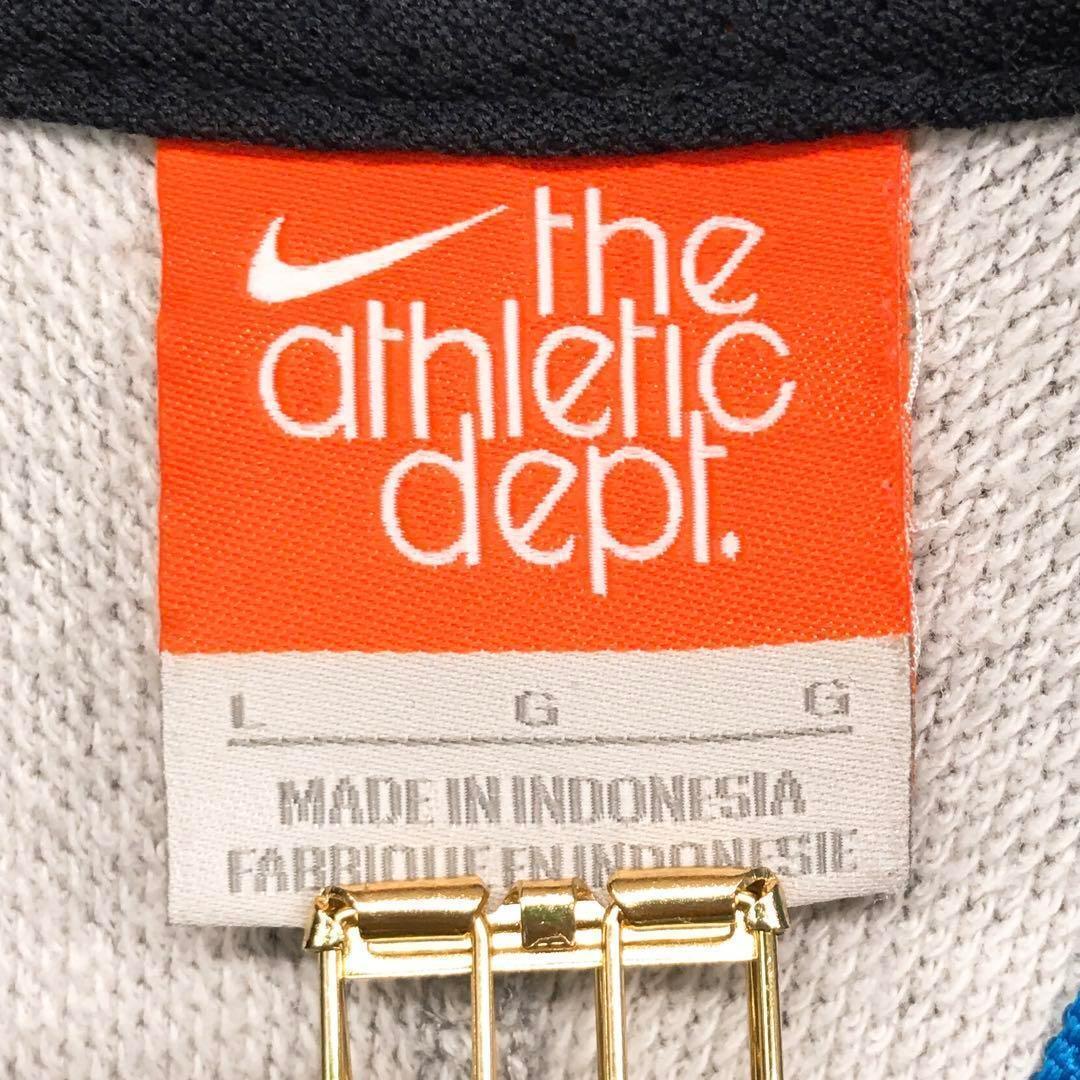 the
athletic
dept.
L G G
MADE IN INDONESIA
FABRIQUE EN INDONESIE